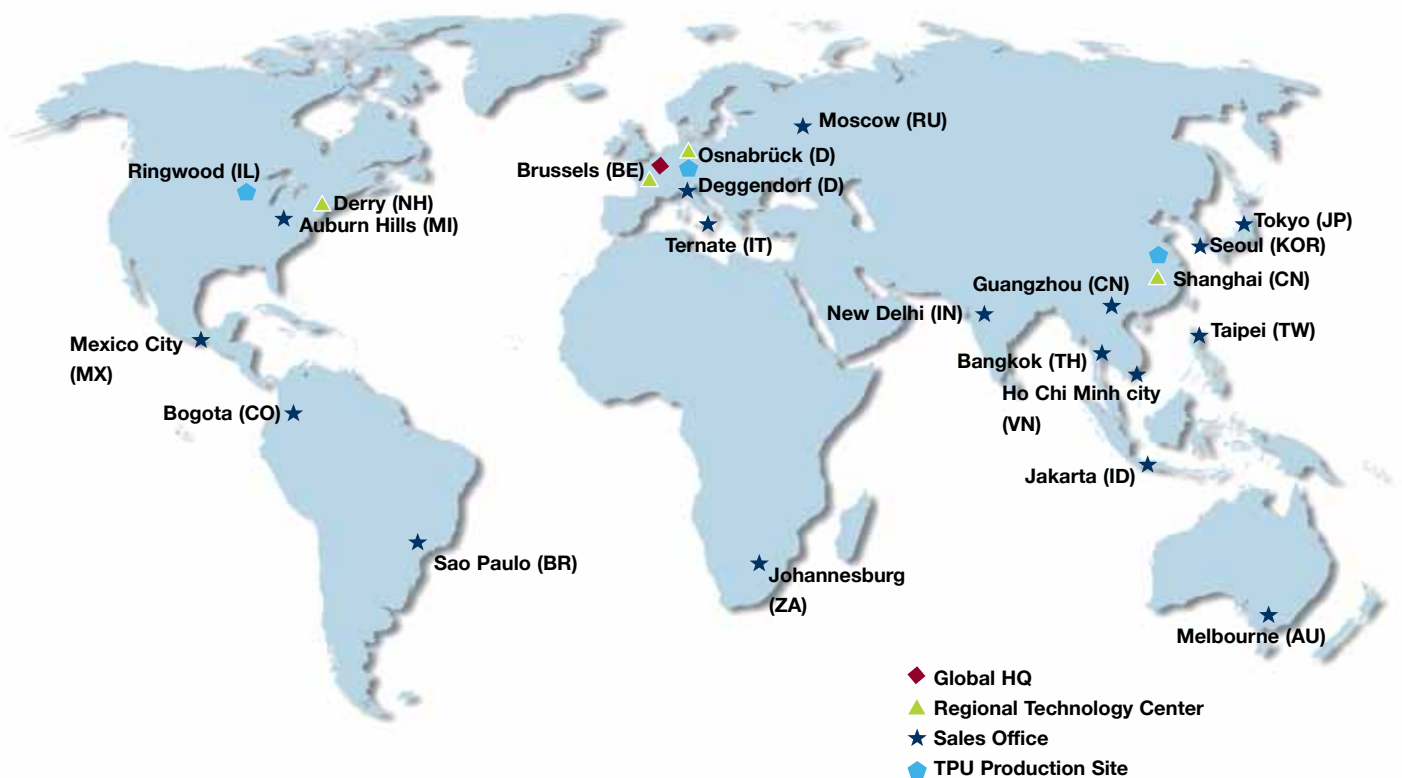 Moscow (RU)
Osnabrück (D)
Brussels (BE)
Deggendorf (D)
Ringwood (IL)
Derry (NH)
Auburn Hills (MI)
Ternate (IT)
Tokyo (JP)
Seoul (KOR)
Shanghai (CN)
Guangzhou (CN)
New Delhi (IN)
Taipei (TW)
Mexico City
(MX)
Bangkok (TH)
Ho Chi Minh city
(VN)
Bogota (CO)
Jakarta (ID)
Sao Paulo (BR)
Johannesburg
(ZA)
Melbourne (AU)
Global HQ
Regional Technology Center
Sales Office
TPU Production Site